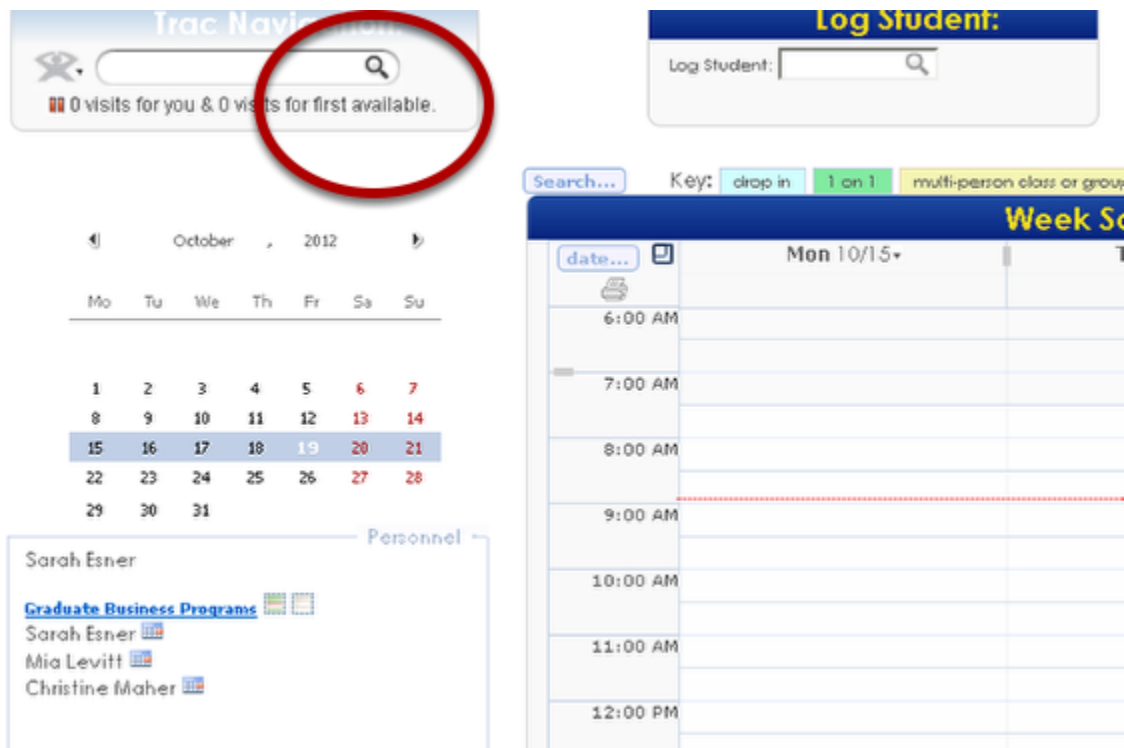 Trac Navigation:
0 visits for you & 0 visits for first available.
Log Student:
Log Student:
Search...
Key: drop in 1 on 1 multi-person class or group
October , 2012
Mo Tu We Th Fr Sa Su
1 2 3 4 5 6 7
8 9 10 11 12 13 14
15 16 17 18 19 20 21
22 23 24 25 26 27 28
29 30 31
Personnel
Sarah Esner
Graduate Business Programs
Sarah Esner
Mia Levitt
Christine Maher
Week Sc
date... Mon 10/15 T
6:00 AM
7:00 AM
8:00 AM
9:00 AM
10:00 AM
11:00 AM
12:00 PM